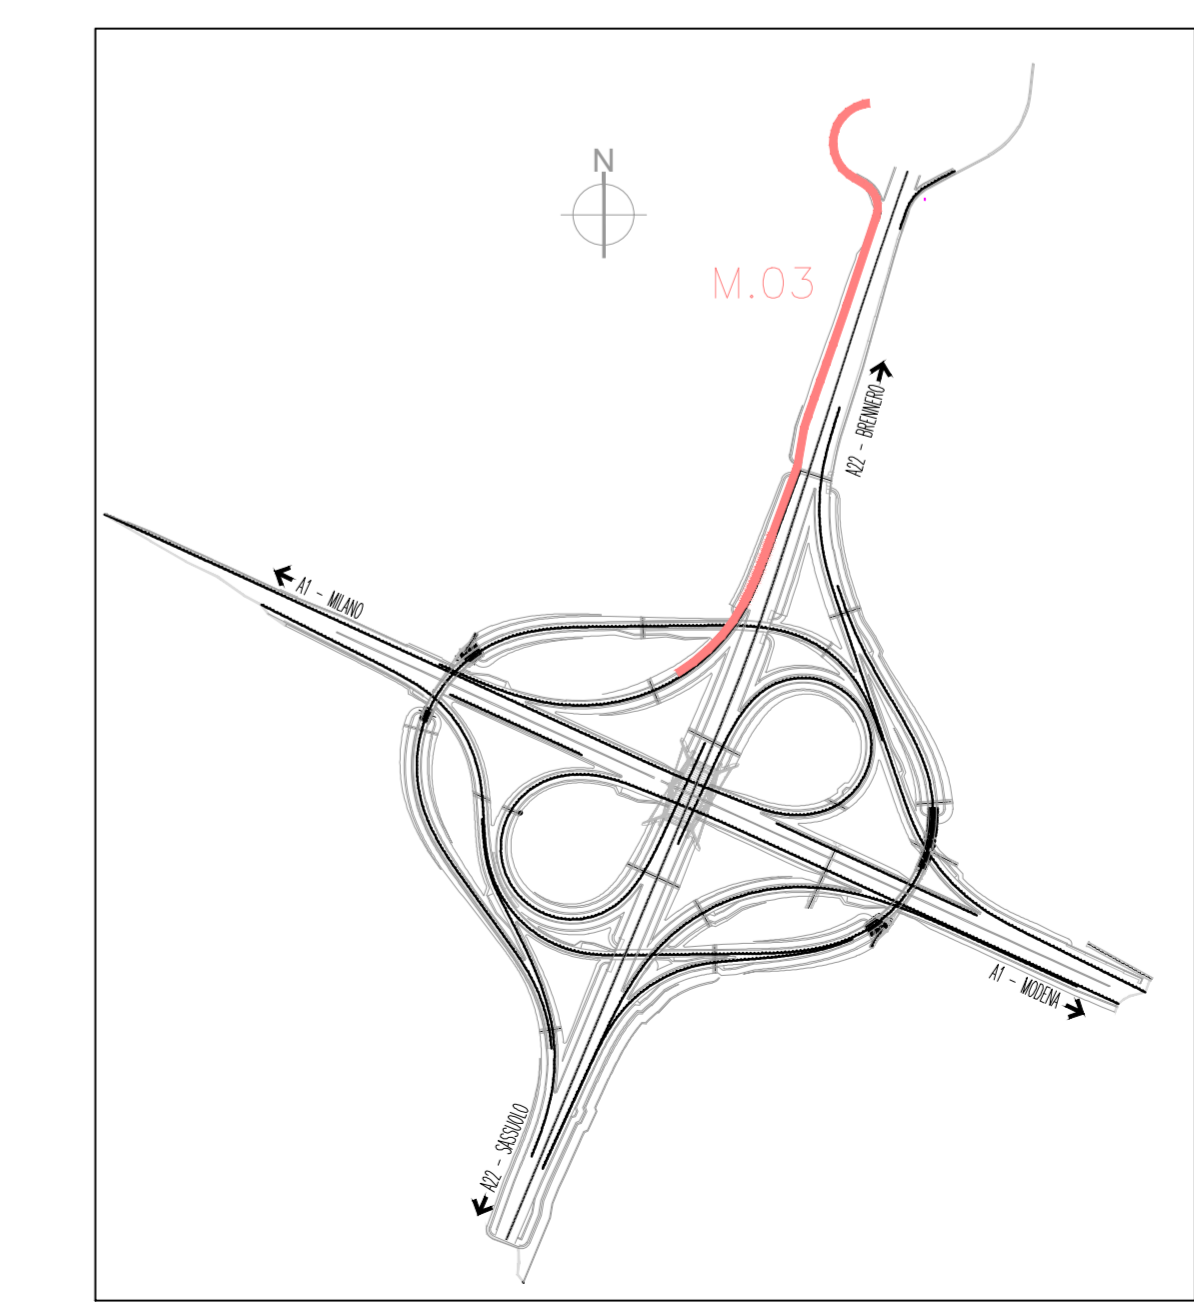 N
M.03
A22 - BRENNERO
A1 - MILANO
A1 - MODENA
A22 - SASSUOLO